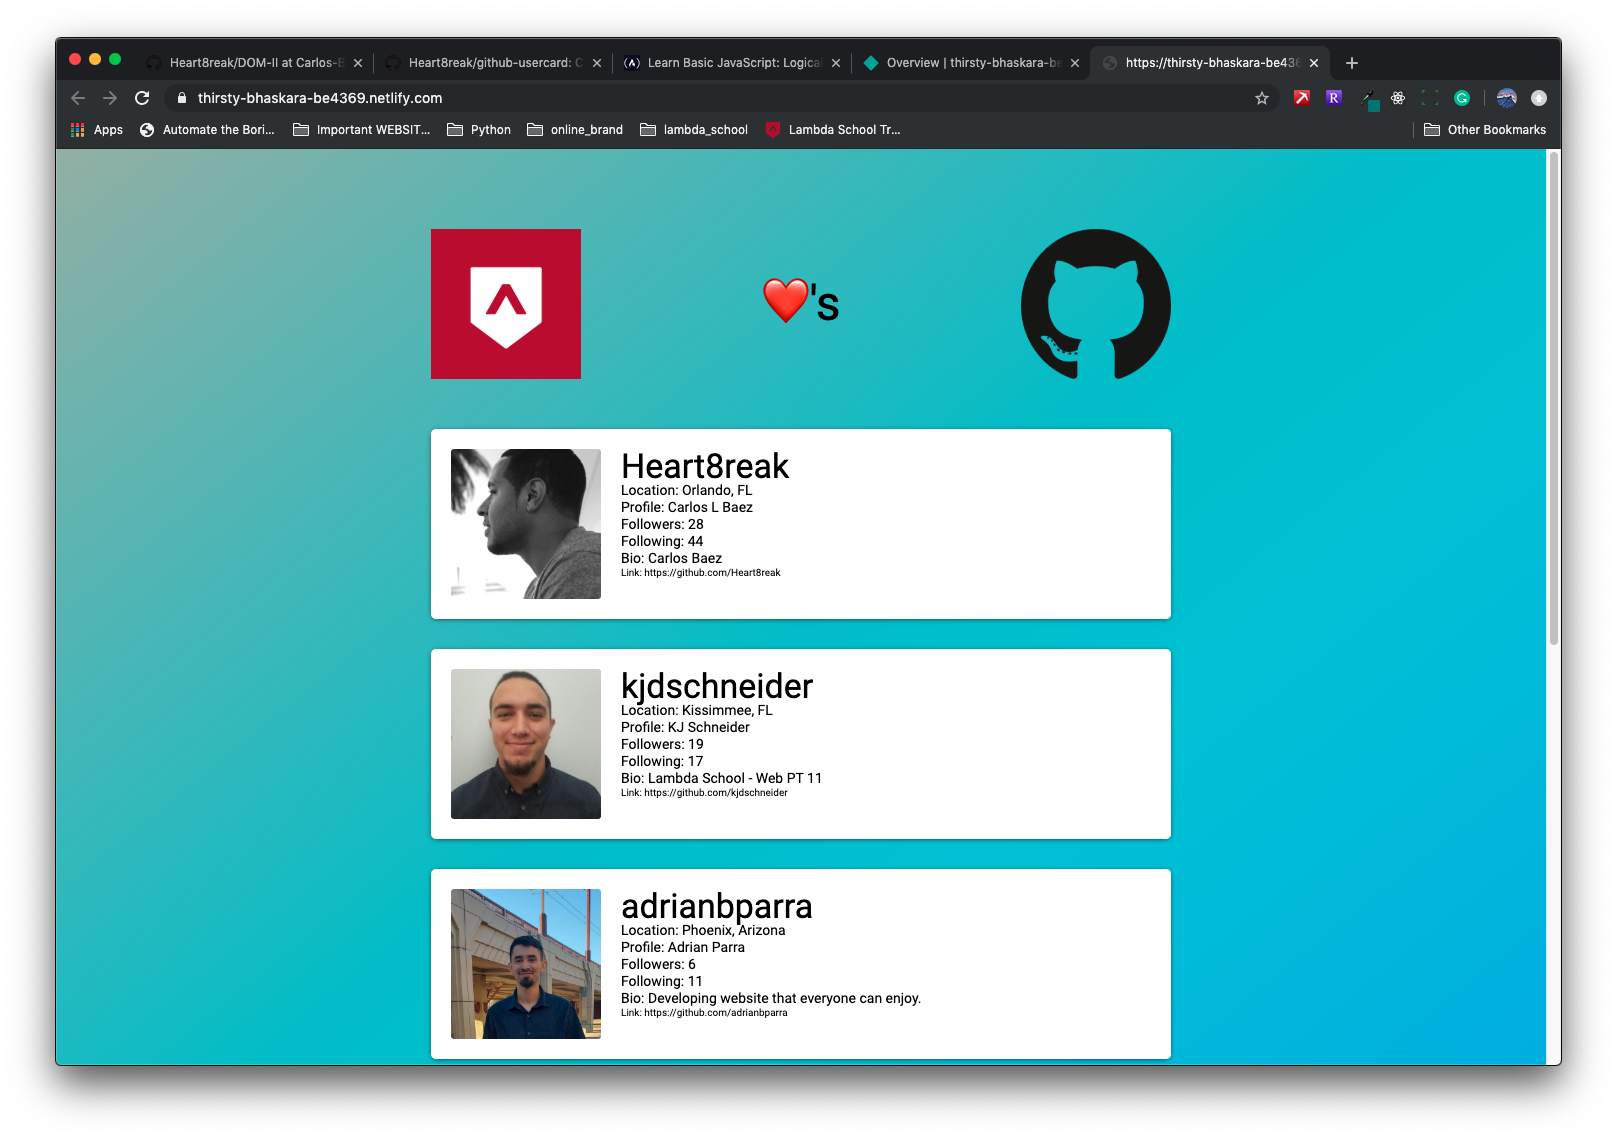 Heart8reak/DOM-II at Carlos-B
Heart8reak/github-usercard: C
Learn Basic JavaScript: Logical
Overview | thirsty-bhaskara-be
https://thirsty-bhaskara-be436
thirsty-bhaskara-be4369.netlify.com
R
G
Apps
Automate the Bori...
Important WEBSIT...
Python
online_brand
lambda_school
Lambda School Tr...
Other Bookmarks
❤️'s
Heart8reak
Location: Orlando, FL
Profile: Carlos L Baez
Followers: 28
Following: 44
Bio: Carlos Baez
Link: https://github.com/Heart8reak
kjdschneider
Location: Kissimmee, FL
Profile: KJ Schneider
Followers: 19
Following: 17
Bio: Lambda School - Web PT 11
Link: https://github.com/kjdschneider
adrianbparra
Location: Phoenix, Arizona
Profile: Adrian Parra
Followers: 6
Following: 11
Bio: Developing website that everyone can enjoy.
Link: https://github.com/adrianbparra